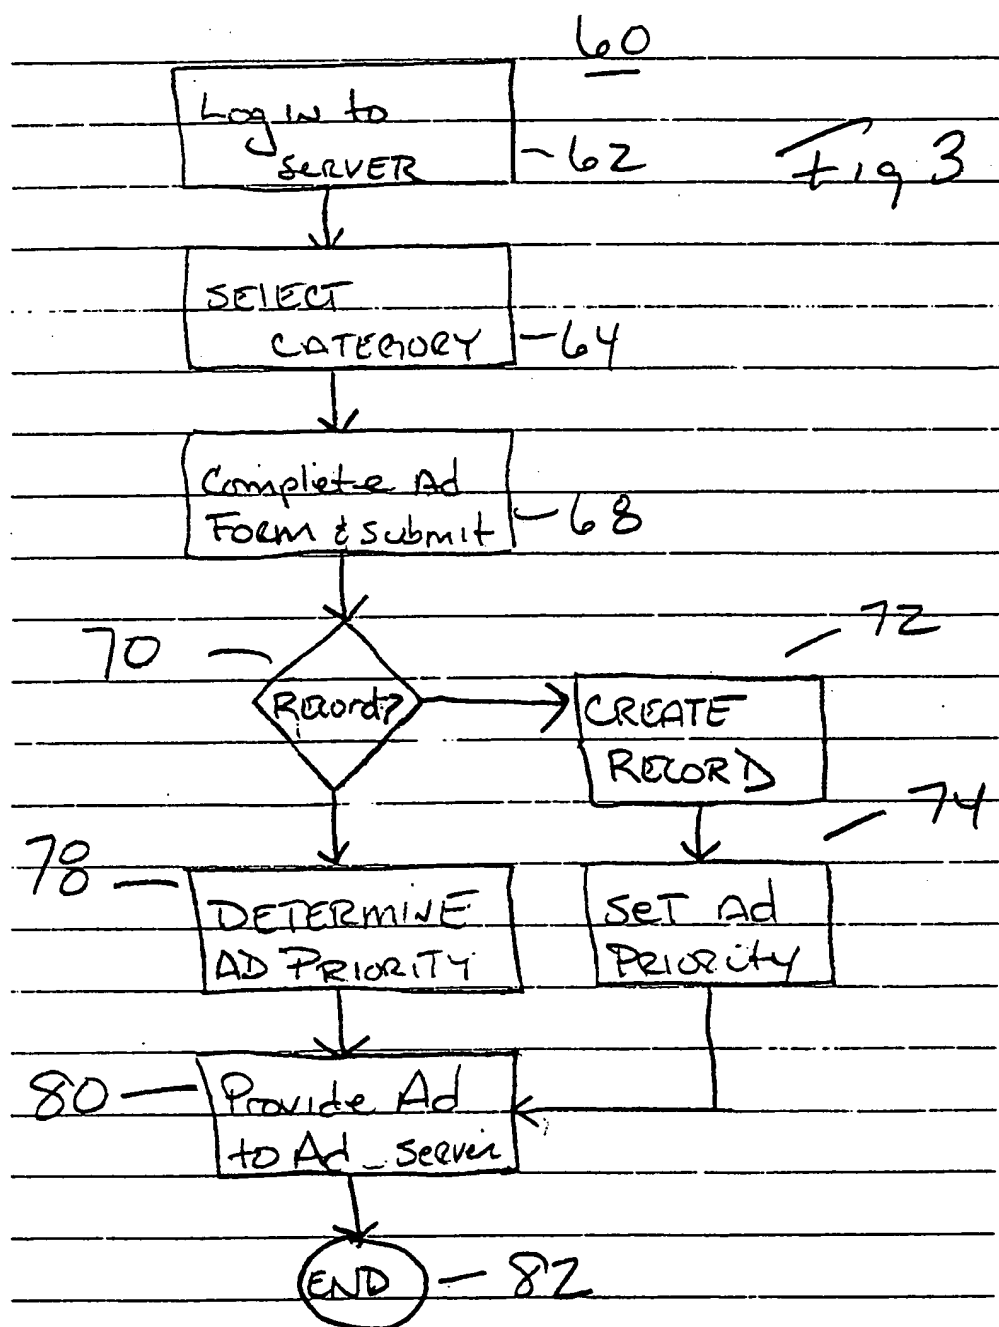 60
Log in to
SERVER
-62
Fig 3
SELECT
CATEGORY
-64
Complete Ad
Form & Submit
-68
70
Record?
72
CREATE
RECORD
74
78
DETERMINE
AD PRIORITY
SET Ad
PRIORITY
80
Provide Ad
to Ad_Server
END
-82